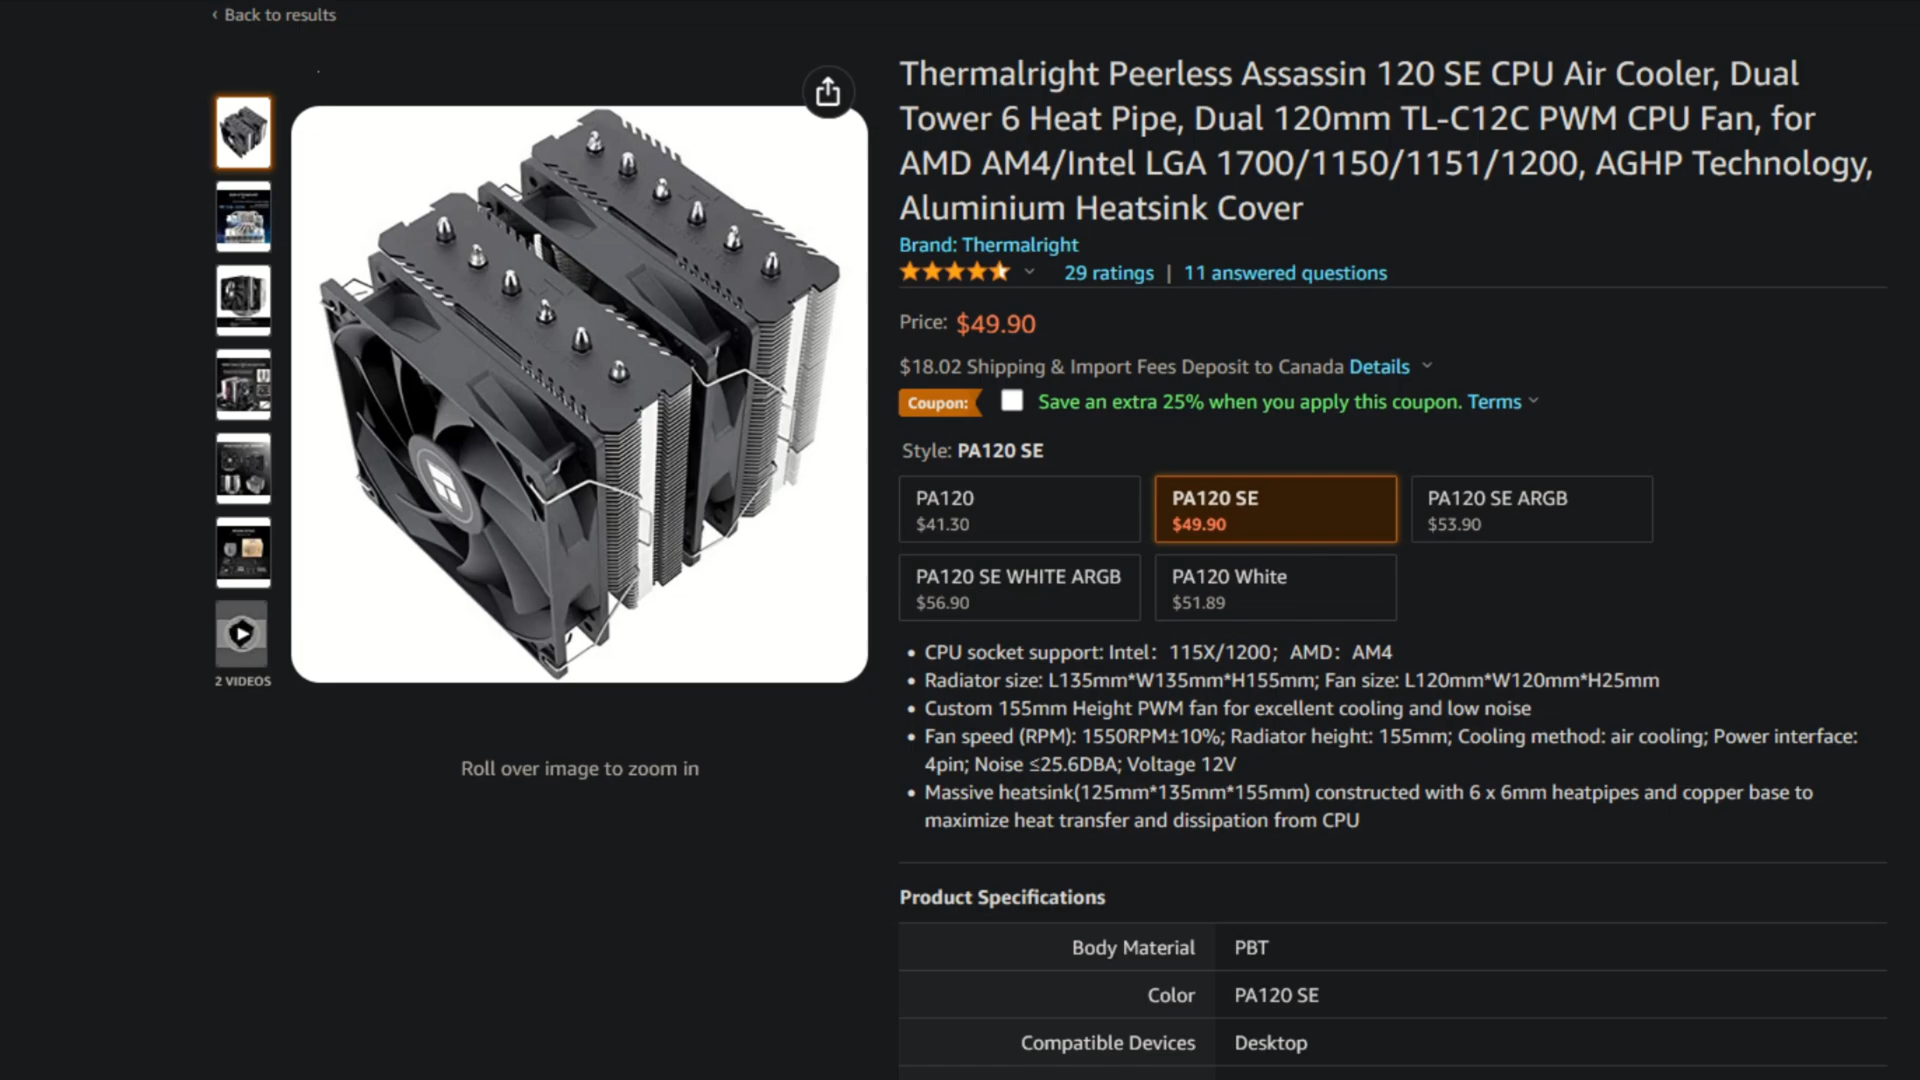 ‹ Back to results
Thermalright Peerless Assassin 120 SE CPU Air Cooler, Dual
Tower 6 Heat Pipe, Dual 120mm TL-C12C PWM CPU Fan, for
AMD AM4/Intel LGA 1700/1150/1151/1200, AGHP Technology,
Aluminium Heatsink Cover
Brand: Thermalright
29 ratings | 11 answered questions
Price: $49.90
$18.02 Shipping & Import Fees Deposit to Canada Details
Coupon: Save an extra 25% when you apply this coupon. Terms
Style: PA120 SE
PA120
$41.30
PA120 SE
$49.90
PA120 SE ARGB
$53.90
PA120 SE WHITE ARGB
$56.90
PA120 White
$51.89
• CPU socket support: Intel：115X/1200；AMD：AM4
• Radiator size: L135mm*W135mm*H155mm; Fan size: L120mm*W120mm*H25mm
• Custom 155mm Height PWM fan for excellent cooling and low noise
• Fan speed (RPM): 1550RPM±10%; Radiator height: 155mm; Cooling method: air cooling; Power interface:
4pin; Noise ≤25.6DBA; Voltage 12V
• Massive heatsink(125mm*135mm*155mm) constructed with 6 x 6mm heatpipes and copper base to
maximize heat transfer and dissipation from CPU
2 VIDEOS
Roll over image to zoom in
Product Specifications
Body Material PBT
Color PA120 SE
Compatible Devices Desktop